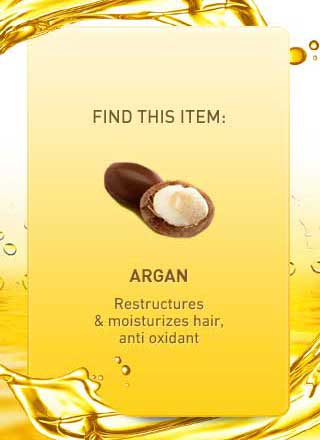 FIND THIS ITEM:
ARGAN
Restructures
& moisturizes hair,
anti oxidant